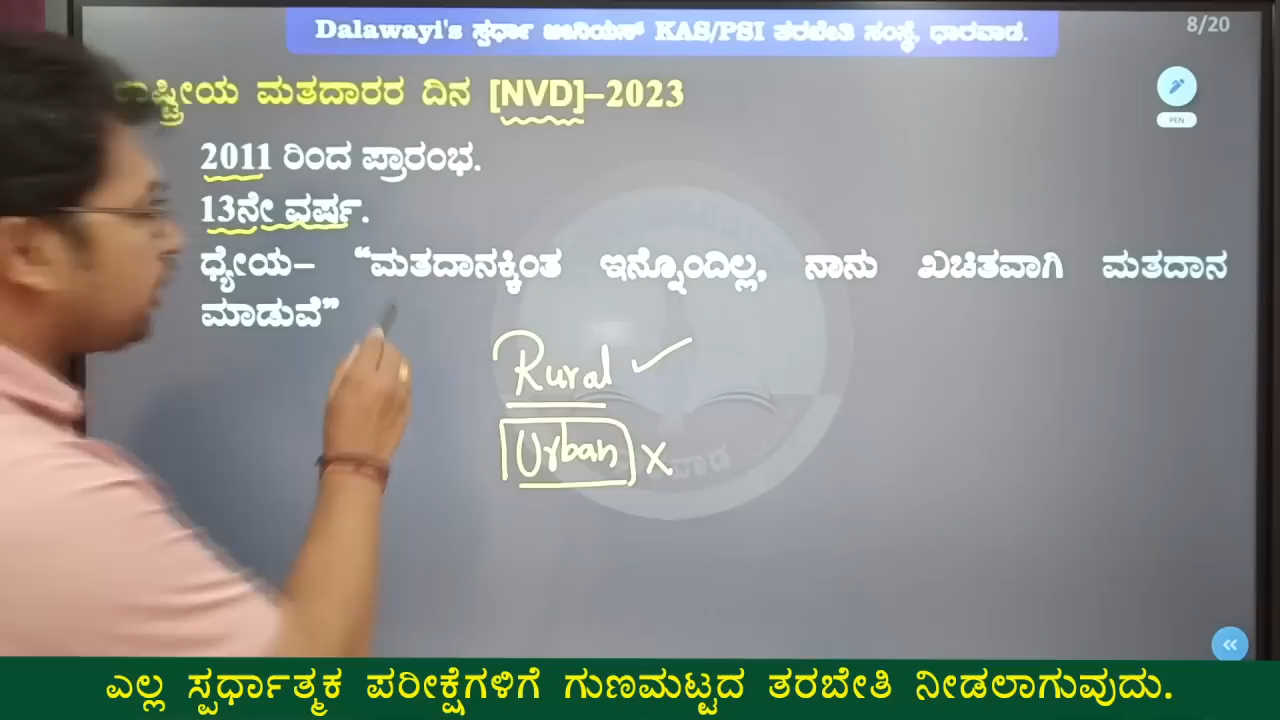 Dalawayi's ಸ್ಪರ್ಧಾ ಜೀನಿಯಸ್ KAS/PSI ತರಬೇತಿ ಸಂಸ್ಥೆ, ಧಾರವಾಡ.
8/20
ರಾಷ್ಟ್ರೀಯ ಮತದಾರರ ದಿನ [NVD]–2023
PEN
2011 ರಿಂದ ಪ್ರಾರಂಭ.
13ನೇ ವರ್ಷ.
ಧ್ಯೇಯ– “ಮತದಾನಕ್ಕಿಂತ ಇನ್ನೊಂದಿಲ್ಲ, ನಾನು ಖಚಿತವಾಗಿ ಮತದಾನ
ಮಾಡುವೆ”
Rural ✓
Urban x
ಎಲ್ಲ ಸ್ಪರ್ಧಾತ್ಮಕ ಪರೀಕ್ಷೆಗಳಿಗೆ ಗುಣಮಟ್ಟದ ತರಬೇತಿ ನೀಡಲಾಗುವುದು.